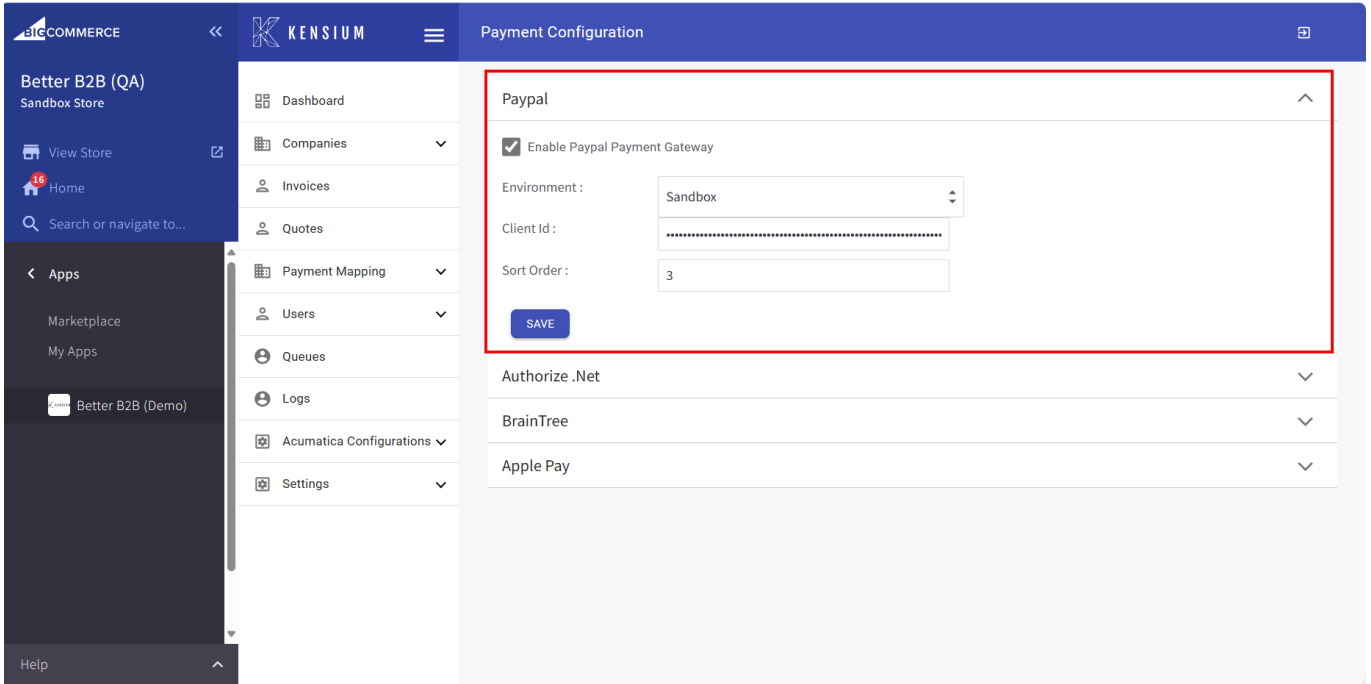 BIGCOMMERCE
Better B2B (QA)
Sandbox Store
View Store
16
Home
Search or navigate to...
Apps
Marketplace
My Apps
Better B2B (Demo)
Help
KENSIUM
Dashboard
Companies
Invoices
Quotes
Payment Mapping
Users
Queues
Logs
Acumatica Configurations
Settings
Payment Configuration
Paypal
Enable Paypal Payment Gateway
Environment :
Sandbox
Client Id :
Sort Order :
3
SAVE
Authorize .Net
BrainTree
Apple Pay